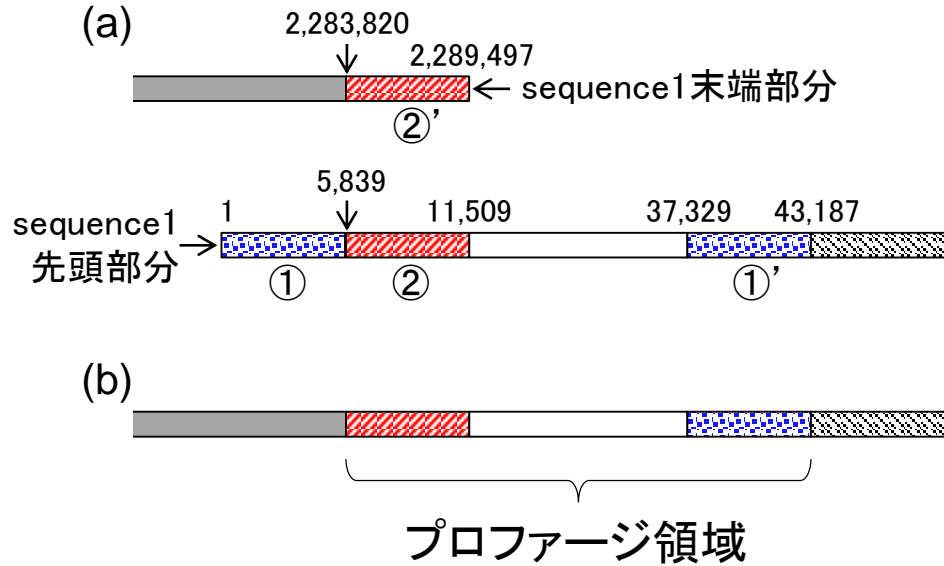 (a)
2,283,820
2,289,497
sequence1末端部分
②’
5,839
1
11,509
37,329
43,187
sequence1
先頭部分
①
②
①’
(b)
プロファージ領域